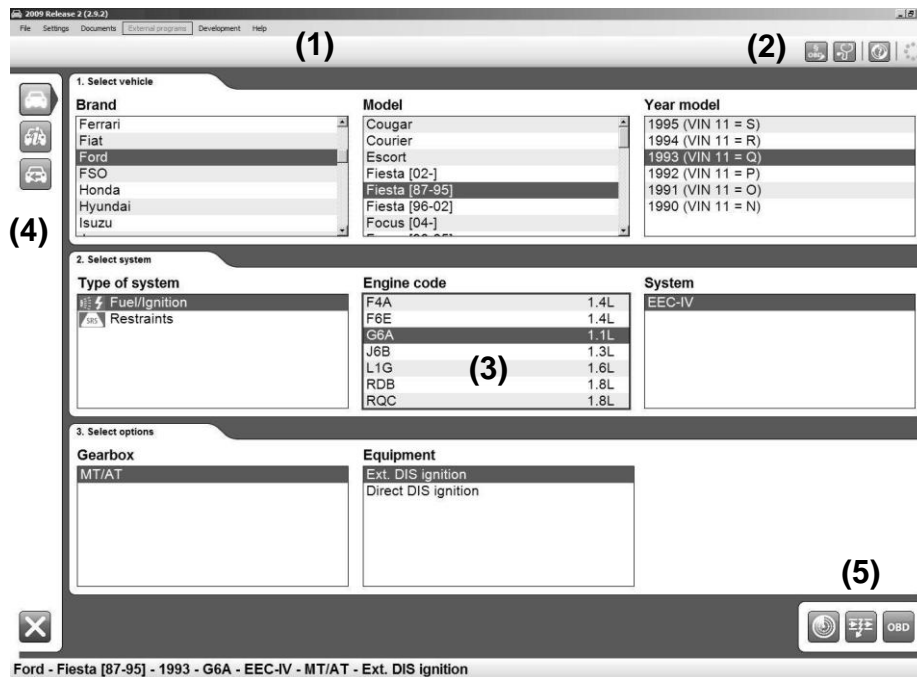 2009 Release 2 (2.9.2)
File Settings Documents External programs Development Help
(1)
(2)
S OBD
1. Select vehicle
Brand
Ferrari
Fiat
Ford
FSO
Honda
Hyundai
Isuzu
Model
Cougar
Courier
Escort
Fiesta [02-]
Fiesta [87-95]
Fiesta [96-02]
Focus [04-]
Year model
1995 (VIN 11 = S)
1994 (VIN 11 = R)
1993 (VIN 11 = Q)
1992 (VIN 11 = P)
1991 (VIN 11 = O)
1990 (VIN 11 = N)
(4)
2. Select system
Type of system
Fuel/Ignition
SRS Restraints
Engine code
F4A 1.4L
F6E 1.4L
G6A 1.1L
J6B 1.3L
L1G 1.6L
RDB 1.8L
RQC 1.8L
(3)
System
EEC-IV
3. Select options
Gearbox
MT/AT
Equipment
Ext. DIS ignition
Direct DIS ignition
(5)
OBD
Ford - Fiesta [87-95] - 1993 - G6A - EEC-IV - MT/AT - Ext. DIS ignition